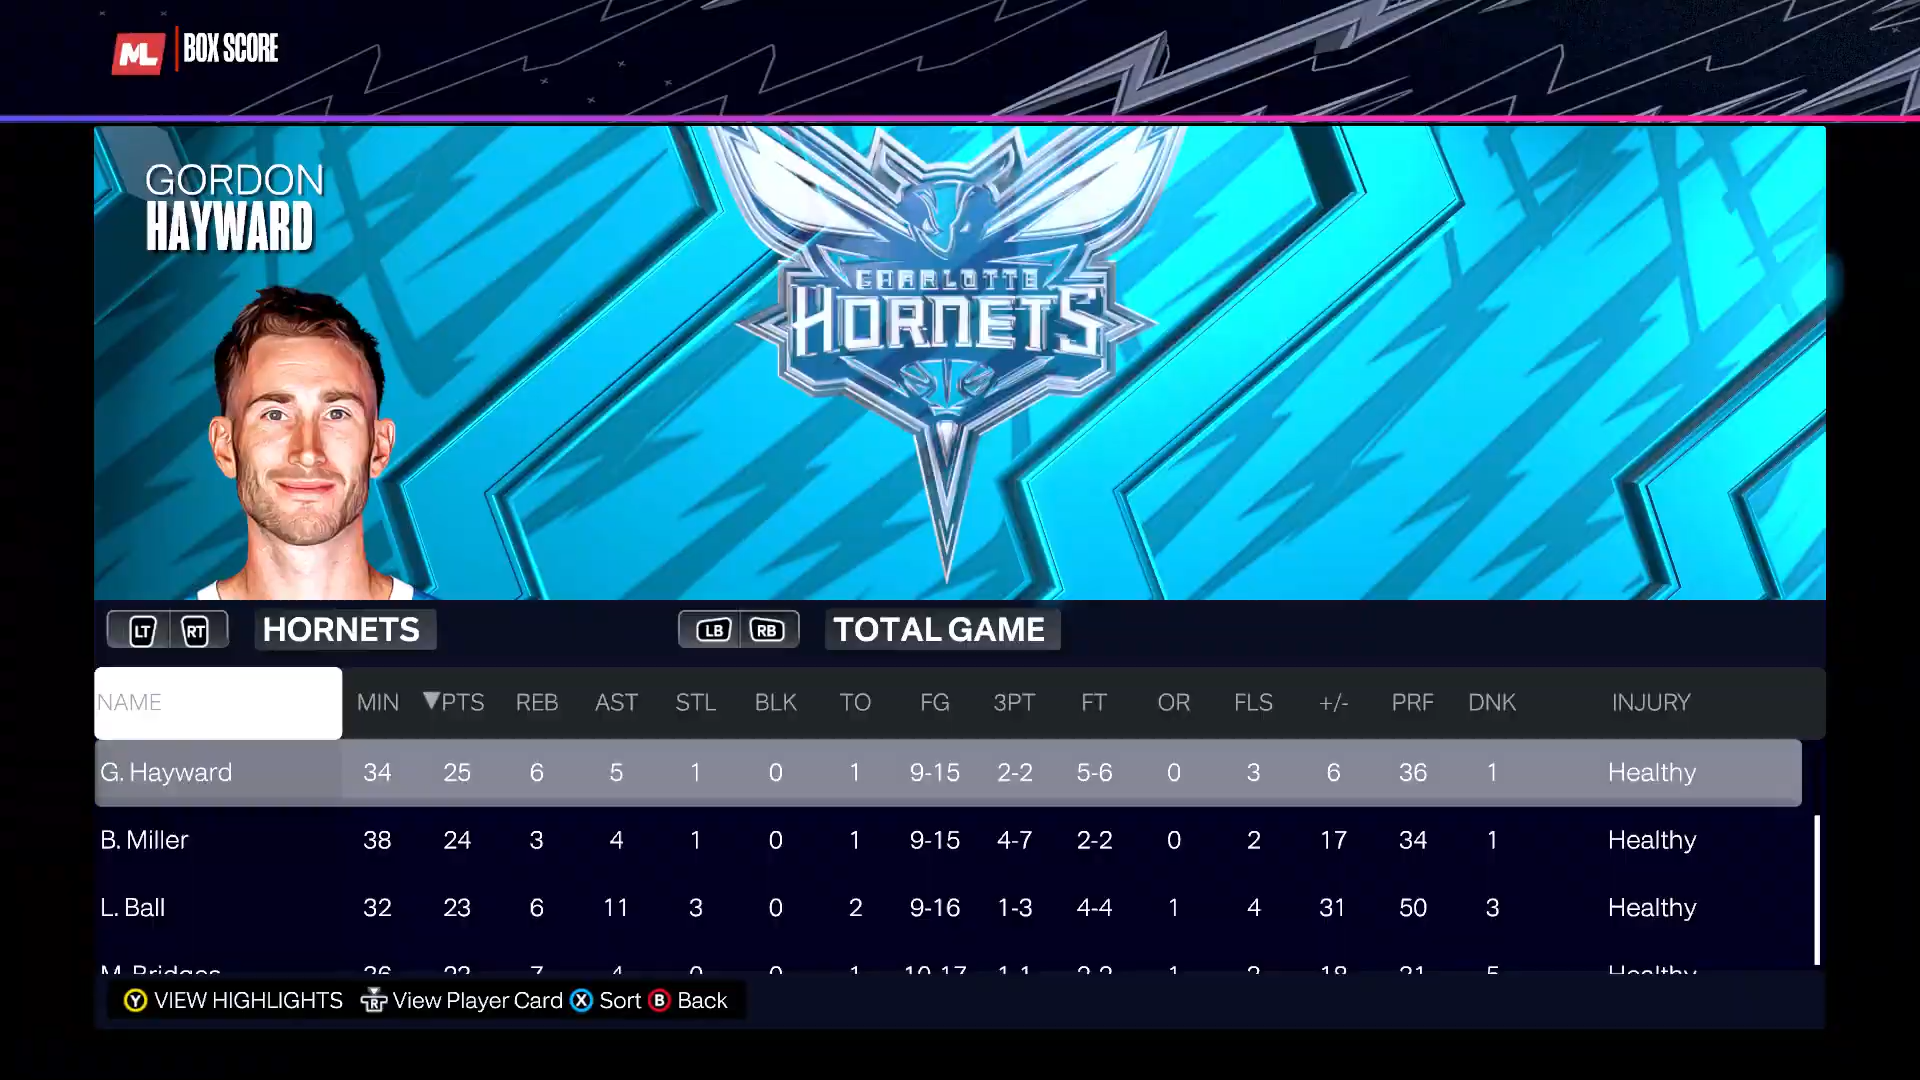 ML BOX SCORE
GORDON
HAYWARD
CHARLOTTE
HORNETS
LT RT HORNETS LB RB TOTAL GAME
NAME MIN ▼PTS REB AST STL BLK TO FG 3PT FT OR FLS +/- PRF DNK INJURY
G. Hayward 34 25 6 5 1 0 1 9-15 2-2 5-6 0 3 6 36 1 Healthy
B. Miller 38 24 3 4 1 0 1 9-15 4-7 2-2 0 2 17 34 1 Healthy
L. Ball 32 23 6 11 3 0 2 9-16 1-3 4-4 1 4 31 50 3 Healthy
M. Bridges Healthy
Y VIEW HIGHLIGHTS R View Player Card X Sort B Back